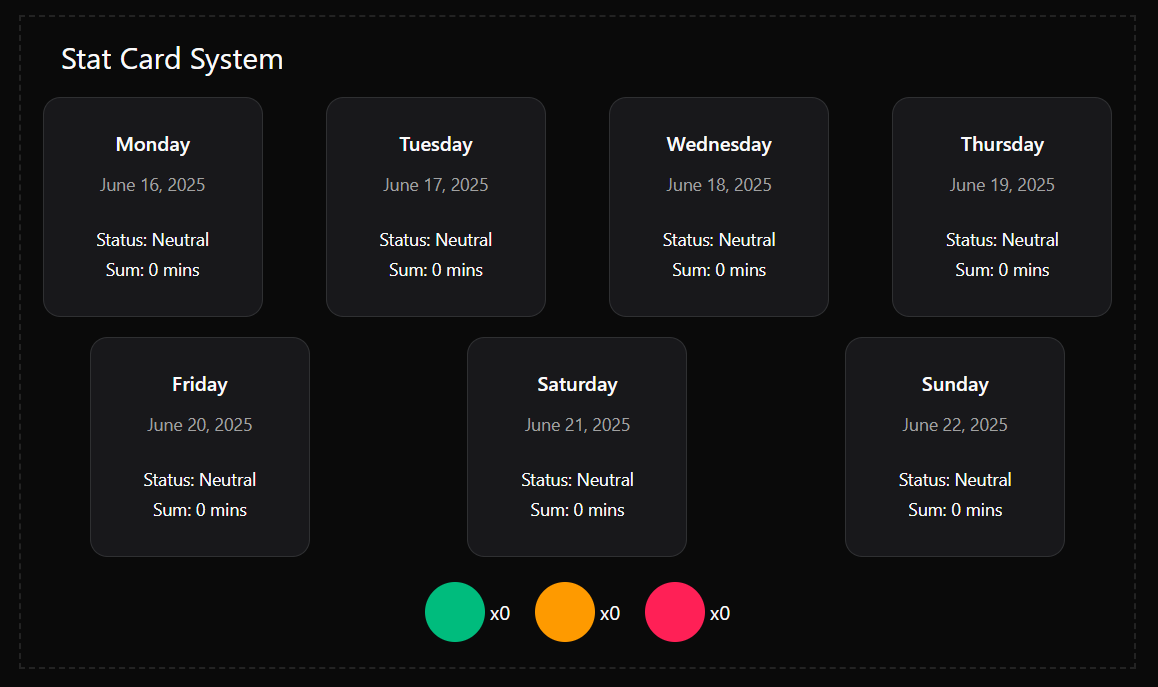 Stat Card System
Monday
June 16, 2025
Status: Neutral
Sum: 0 mins
Tuesday
June 17, 2025
Status: Neutral
Sum: 0 mins
Wednesday
June 18, 2025
Status: Neutral
Sum: 0 mins
Thursday
June 19, 2025
Status: Neutral
Sum: 0 mins
Friday
June 20, 2025
Status: Neutral
Sum: 0 mins
Saturday
June 21, 2025
Status: Neutral
Sum: 0 mins
Sunday
June 22, 2025
Status: Neutral
Sum: 0 mins
x0 x0 x0